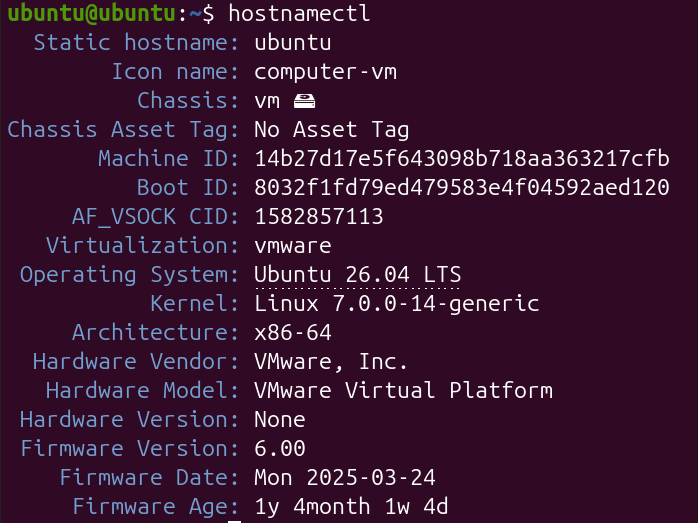 ubuntu@ubuntu:~$ hostnamectl
Static hostname: ubuntu
Icon name: computer-vm
Chassis: vm 🖴
Chassis Asset Tag: No Asset Tag
Machine ID: 14b27d17e5f643098b718aa363217cfb
Boot ID: 8032f1fd79ed479583e4f04592aed120
AF_VSOCK CID: 1582857113
Virtualization: vmware
Operating System: Ubuntu 26.04 LTS
Kernel: Linux 7.0.0-14-generic
Architecture: x86-64
Hardware Vendor: VMware, Inc.
Hardware Model: VMware Virtual Platform
Hardware Version: None
Firmware Version: 6.00
Firmware Date: Mon 2025-03-24
Firmware Age: 1y 4month 1w 4d